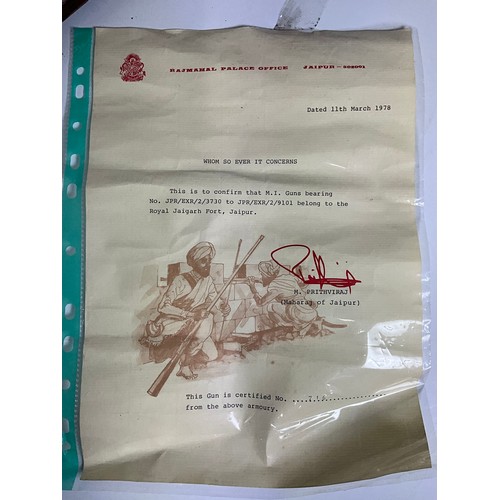 RAJMAHAL PALACE OFFICE JAIPUR - 302001
Dated 11th March 1978
WHOM SO EVER IT CONCERNS
This is to confirm that M.I. Guns bearing
No. JPR/EXR/2/3730 to JPR/EXR/2/9101 belong to the
Royal Jaigarh Fort, Jaipur.
M. PRITHVIRAJ
(Maharaj of Jaipur)
This Gun is certified No. ....
from the above armoury.